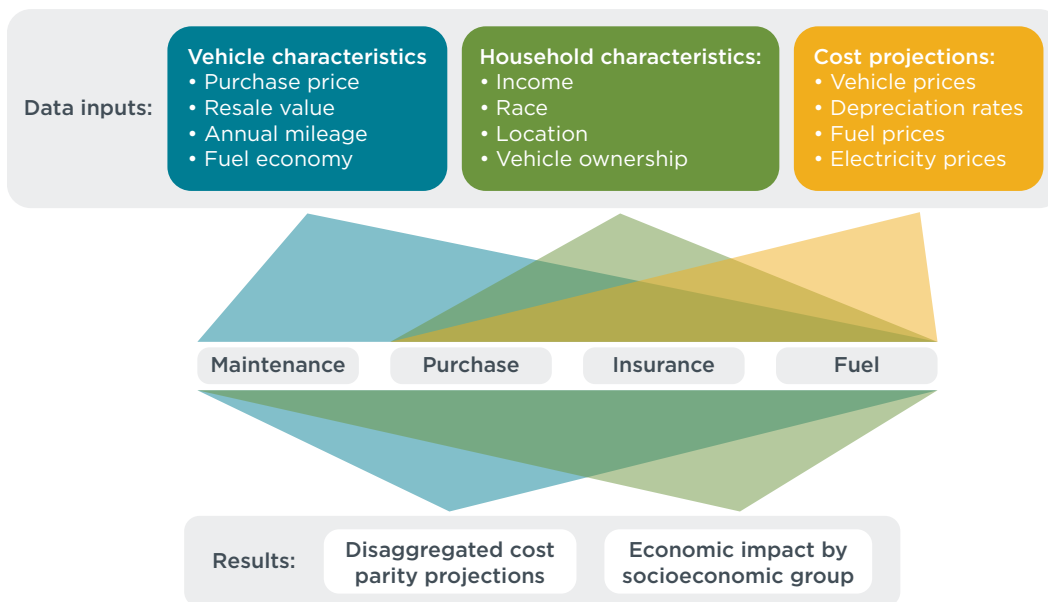 Data inputs:
Vehicle characteristics
• Purchase price
• Resale value
• Annual mileage
• Fuel economy
Household characteristics:
• Income
• Race
• Location
• Vehicle ownership
Cost projections:
• Vehicle prices
• Depreciation rates
• Fuel prices
• Electricity prices
Maintenance
Purchase
Insurance
Fuel
Results:
Disaggregated cost
parity projections
Economic impact by
socioeconomic group